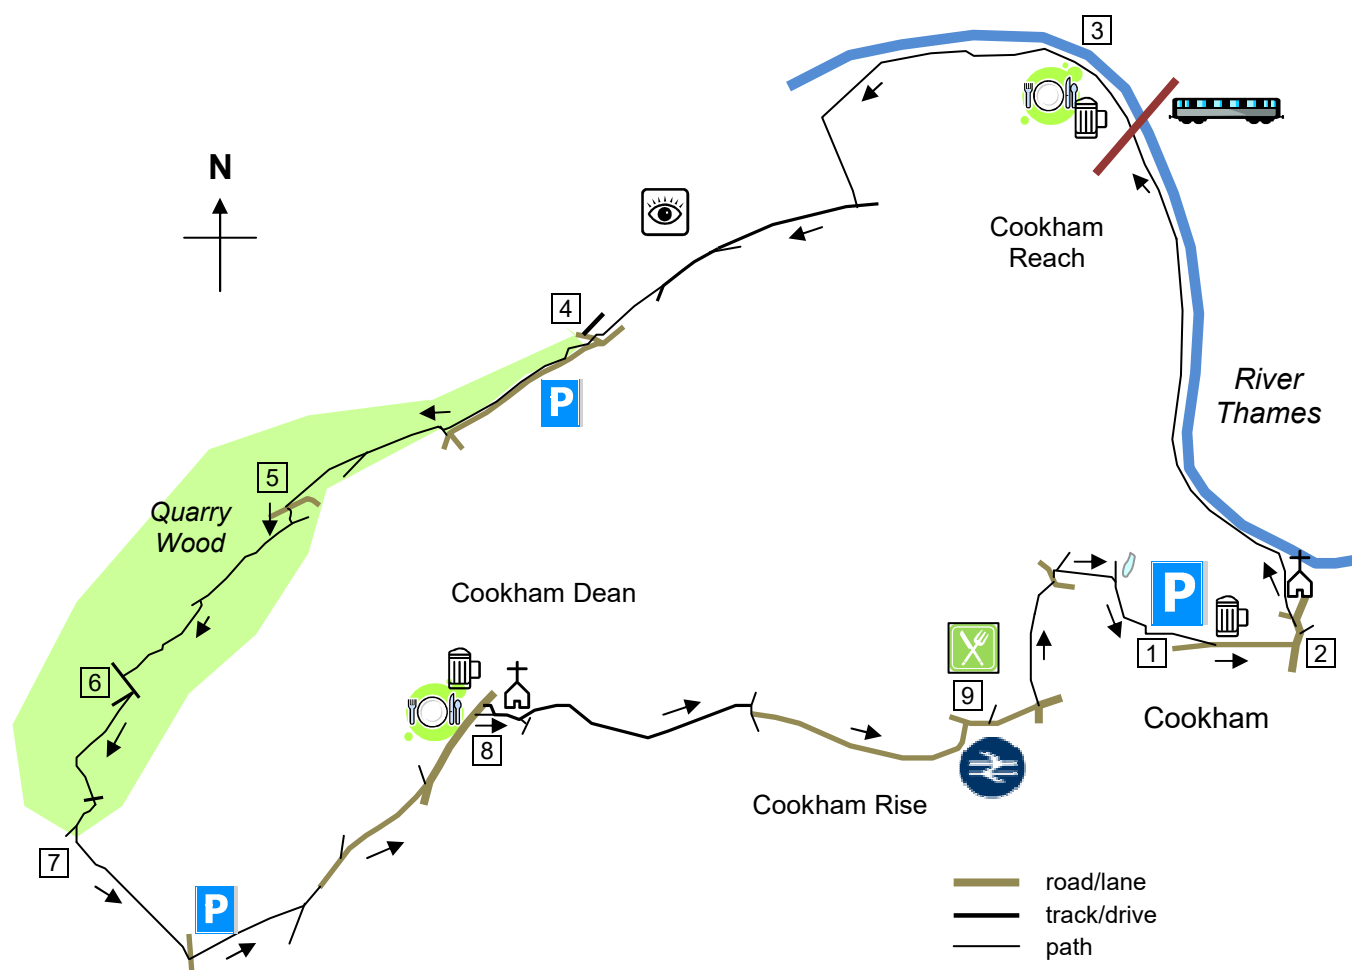 3
N
Cookham
Reach
4
P
River
Thames
5
Quarry
Wood
Cookham Dean
P
1
2
6
9
Cookham
8
Cookham Rise
7
P
road/lane
track/drive
path